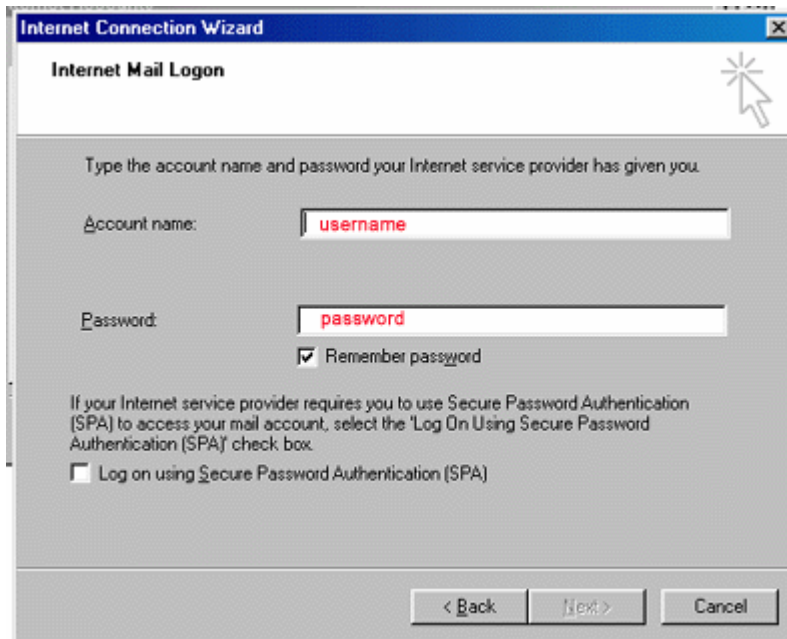 Internet Connection Wizard
Internet Mail Logon
Type the account name and password your Internet service provider has given you.
Account name: username
Password: password
Remember password
If your Internet service provider requires you to use Secure Password Authentication
(SPA) to access your mail account, select the 'Log On Using Secure Password
Authentication (SPA)' check box.
Log on using Secure Password Authentication (SPA)
< Back Next > Cancel